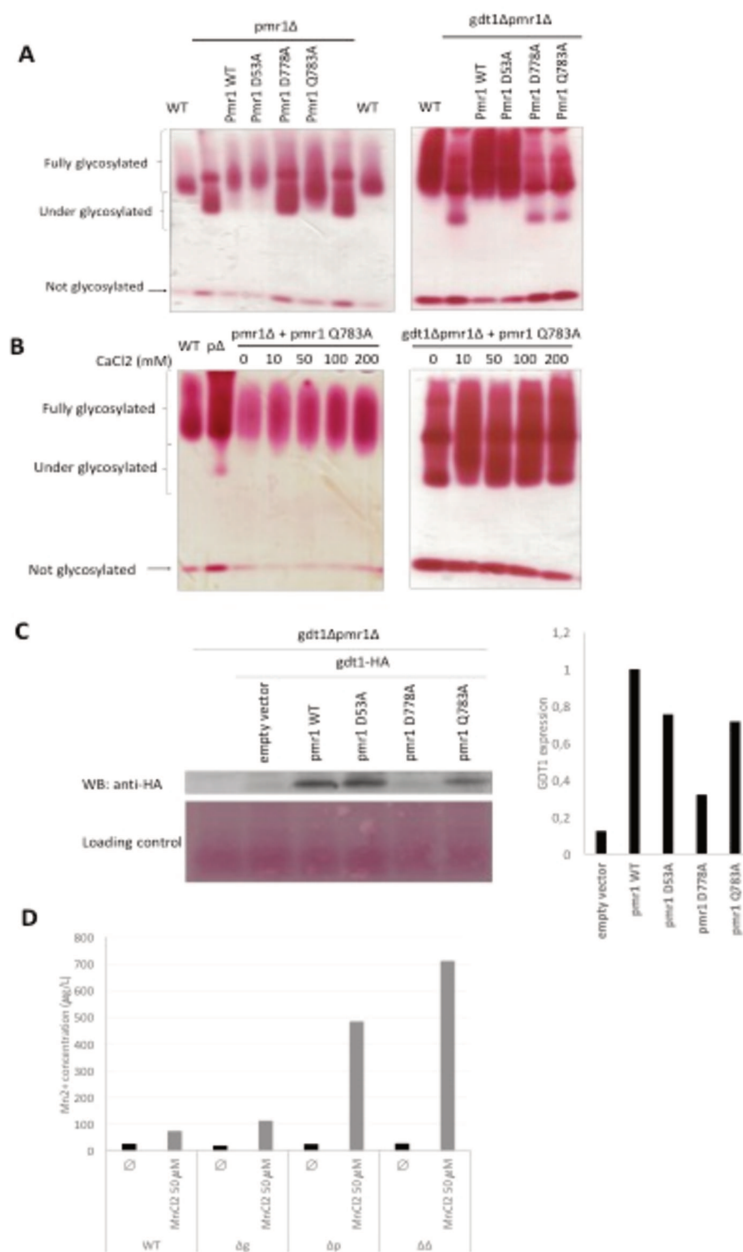 A
pmr1Δ
gdt1Δpmr1Δ
WT
Pmr1 WT
Pmr1 D53A
Pmr1 D778A
Pmr1 Q783A
WT
WT
Pmr1 WT
Pmr1 D53A
Pmr1 D778A
Pmr1 Q783A
Fully glycosylated
Under glycosylated
Not glycosylated
B
WT pΔ pmr1Δ + pmr1 Q783A
gdt1Δpmr1Δ + pmr1 Q783A
CaCl2 (mM) 0 10 50 100 200
0 10 50 100 200
Fully glycosylated
Under glycosylated
Not glycosylated
C
gdt1Δpmr1Δ
gdt1-HA
empty vector
pmr1 WT
pmr1 D53A
pmr1 D778A
pmr1 Q783A
WB: anti-HA
Loading control
GDT1 expression
1,2
1
0,8
0,6
0,4
0,2
0
empty vector
pmr1 WT
pmr1 D53A
pmr1 D778A
pmr1 Q783A
D
Mn2+ concentration (µg/L)
800
700
600
500
400
300
200
100
0
∅
MnCl2 50 µM
∅
MnCl2 50 µM
∅
MnCl2 50 µM
∅
MnCl2 50 µM
WT
Δg
Δp
ΔΔ